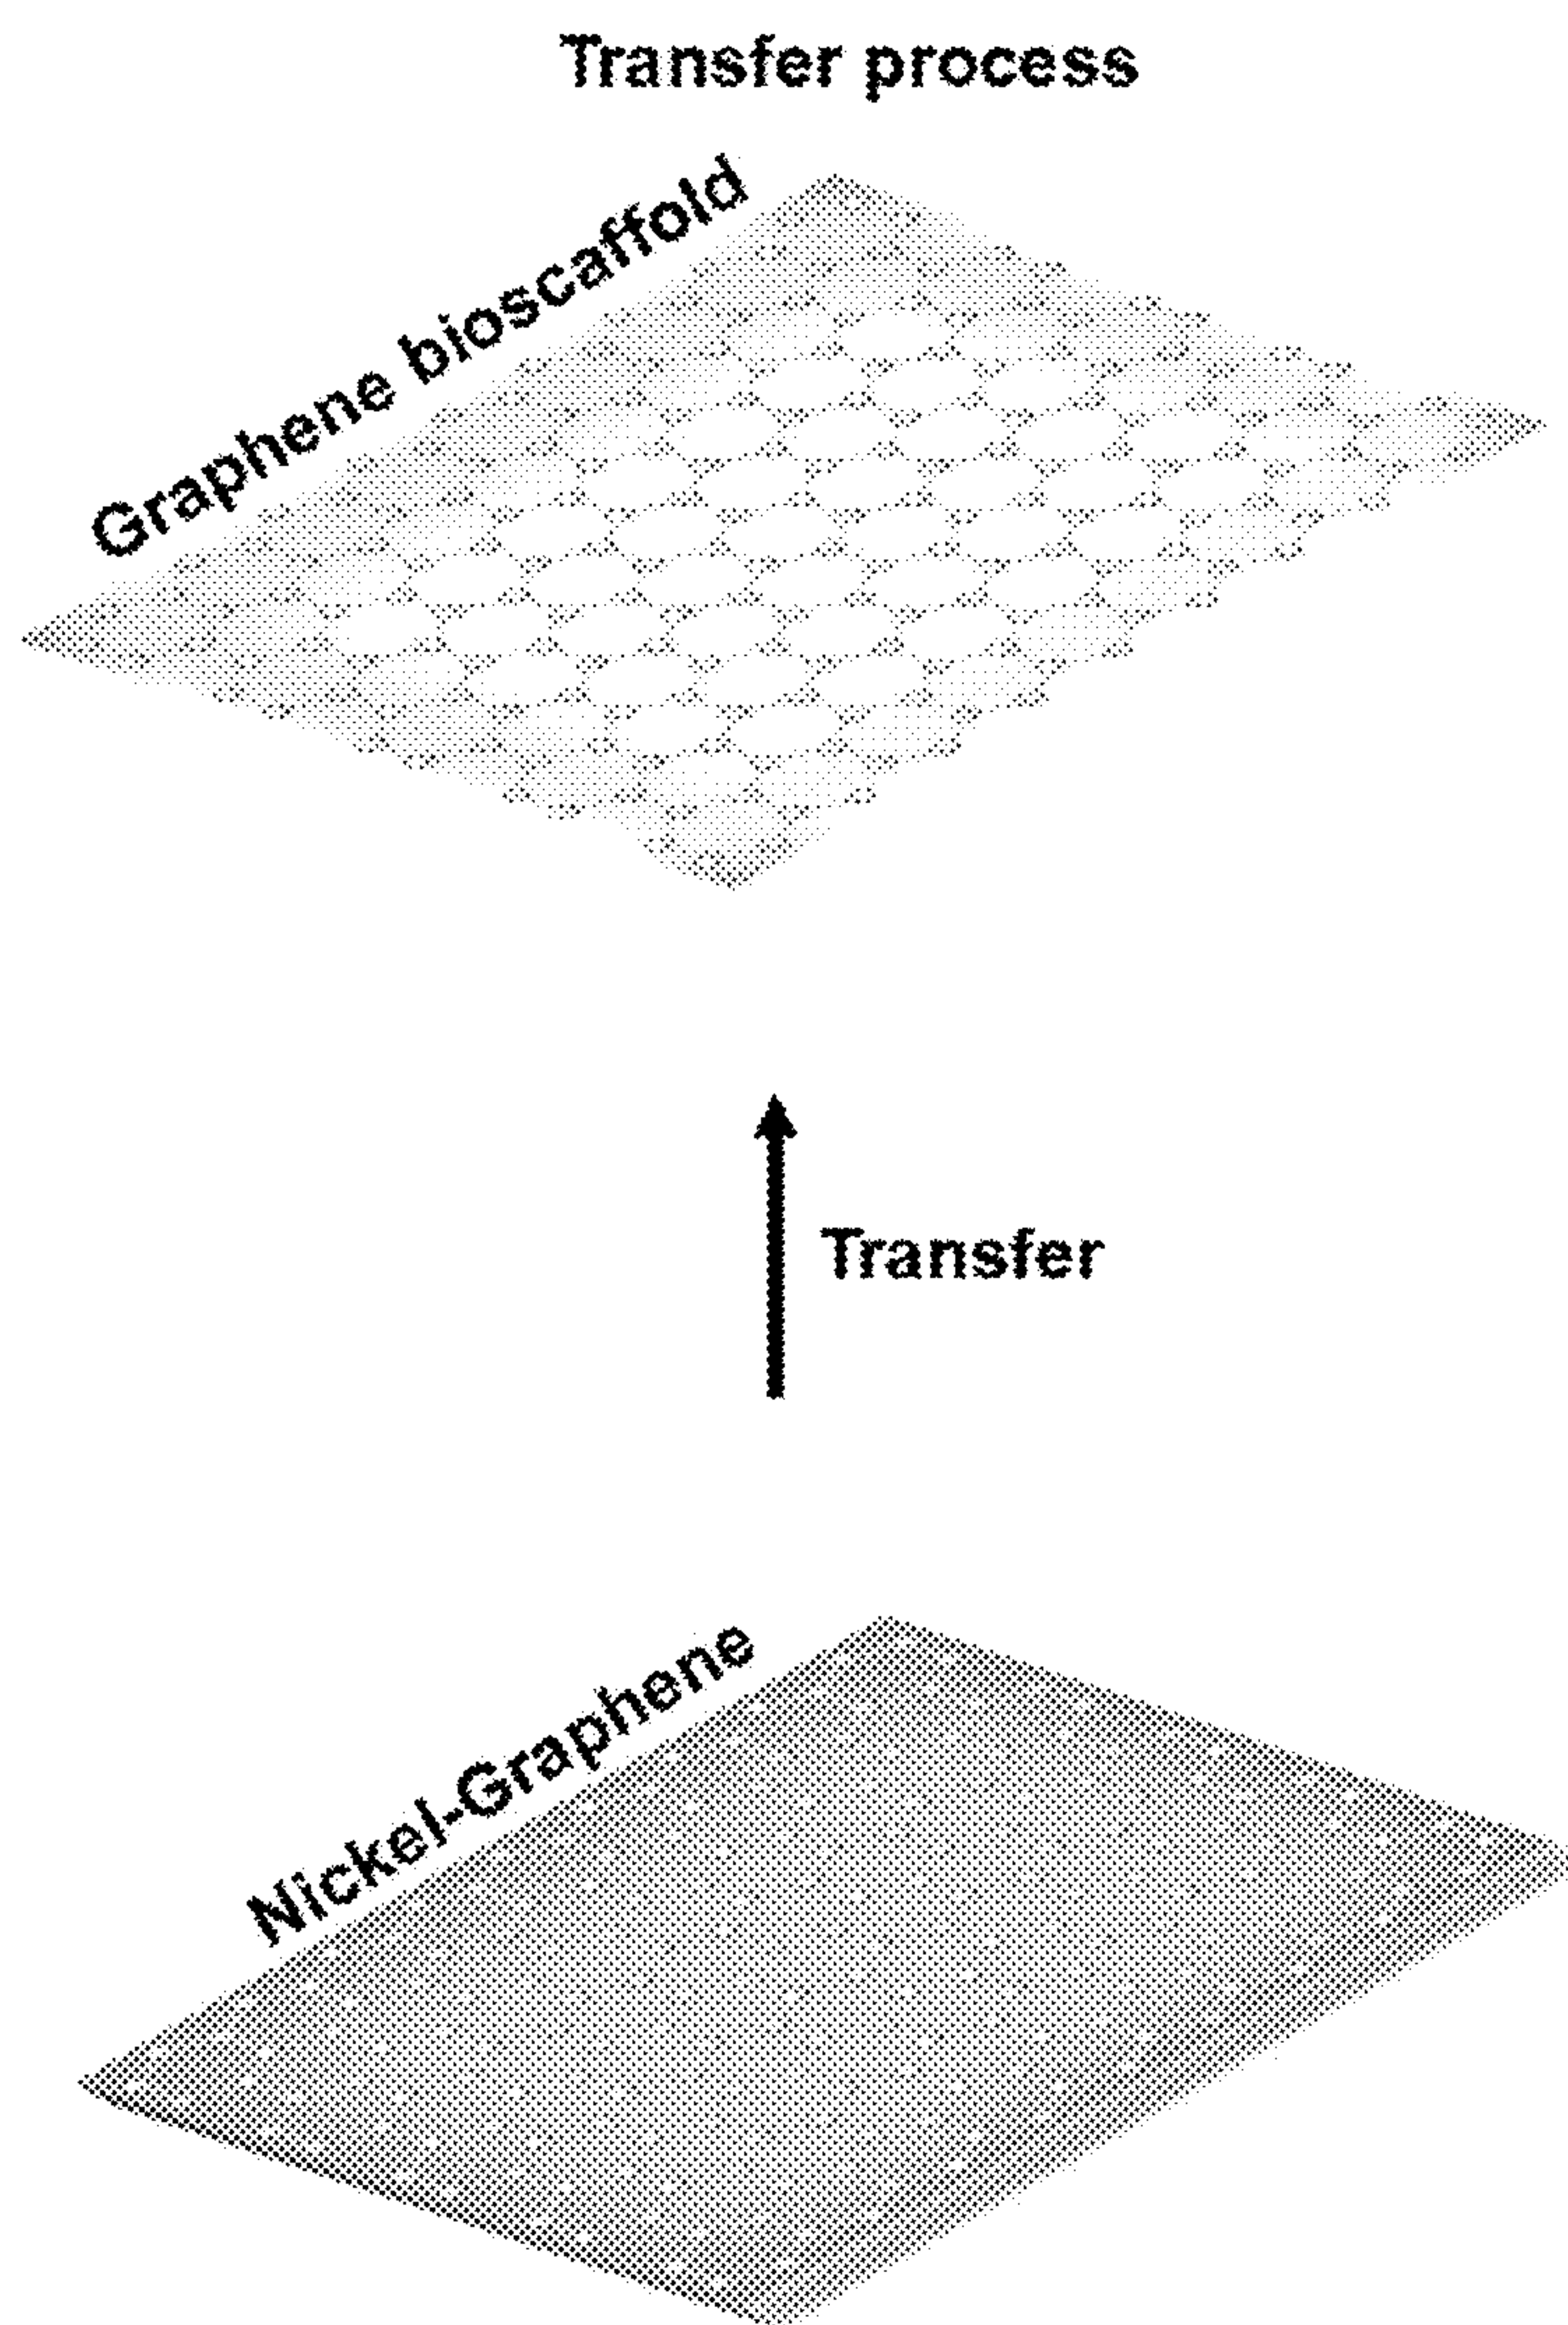 Transfer process
Graphene bioscaffold
Transfer
Nickel-Graphene